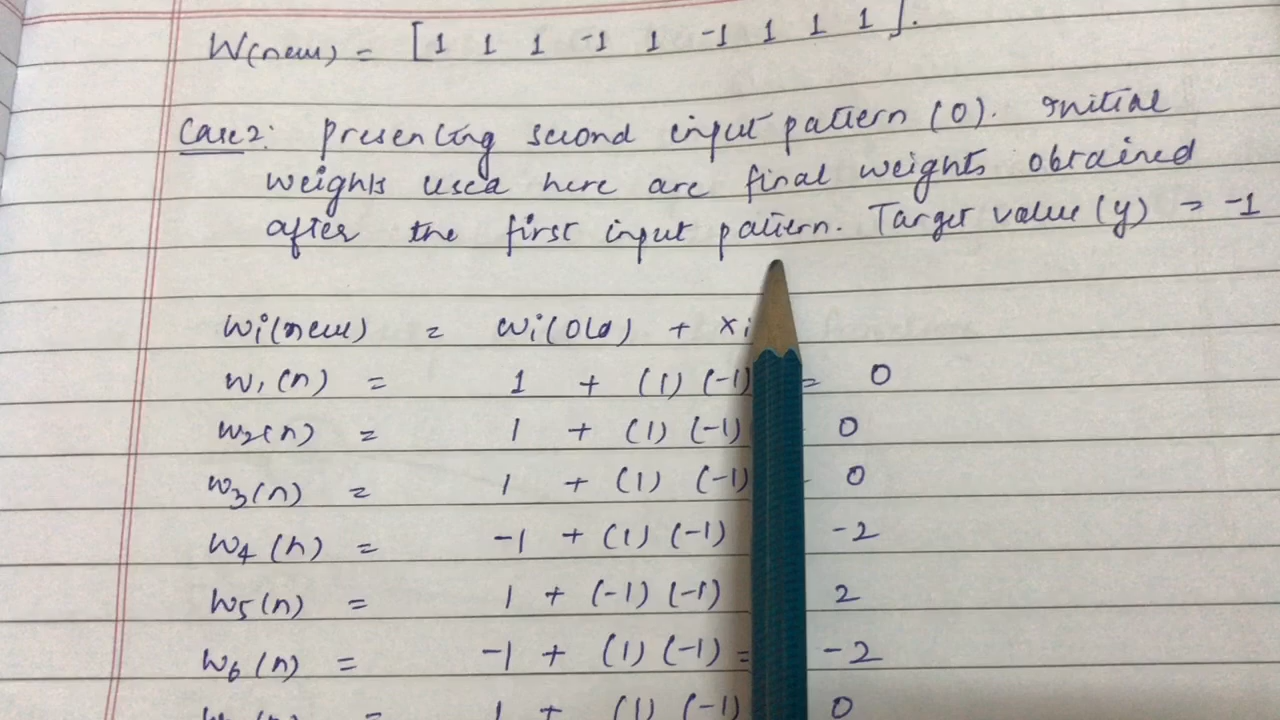 W(new) = [1 1 1 -1 1 -1 1 1 1].
Case 2: Presenting second input pattern (O). Initial
weights used here are final weights obtained
after the first input pattern. Target value (y) = -1
wi(new) = wi(old) + xi
w1(n) = 1 + (1) (-1) = 0
w2(n) = 1 + (1) (-1) 0
w3(n) = 1 + (1) (-1) 0
w4(n) = -1 + (1) (-1) -2
w5(n) = 1 + (-1) (-1) 2
w6(n) = -1 + (1) (-1) = -2
1 + (1) (-1) 0